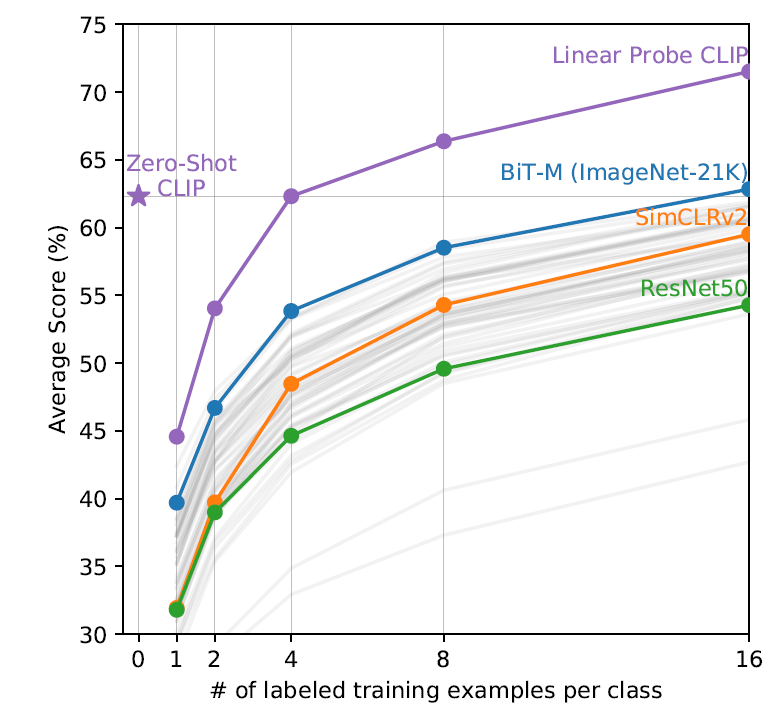 75
70
65
60
55
50
45
40
35
30
Average Score (%)
Linear Probe CLIP
Zero-Shot
CLIP
BiT-M (ImageNet-21K)
SimCLRv2
ResNet50
0 1 2 4 8 16
# of labeled training examples per class